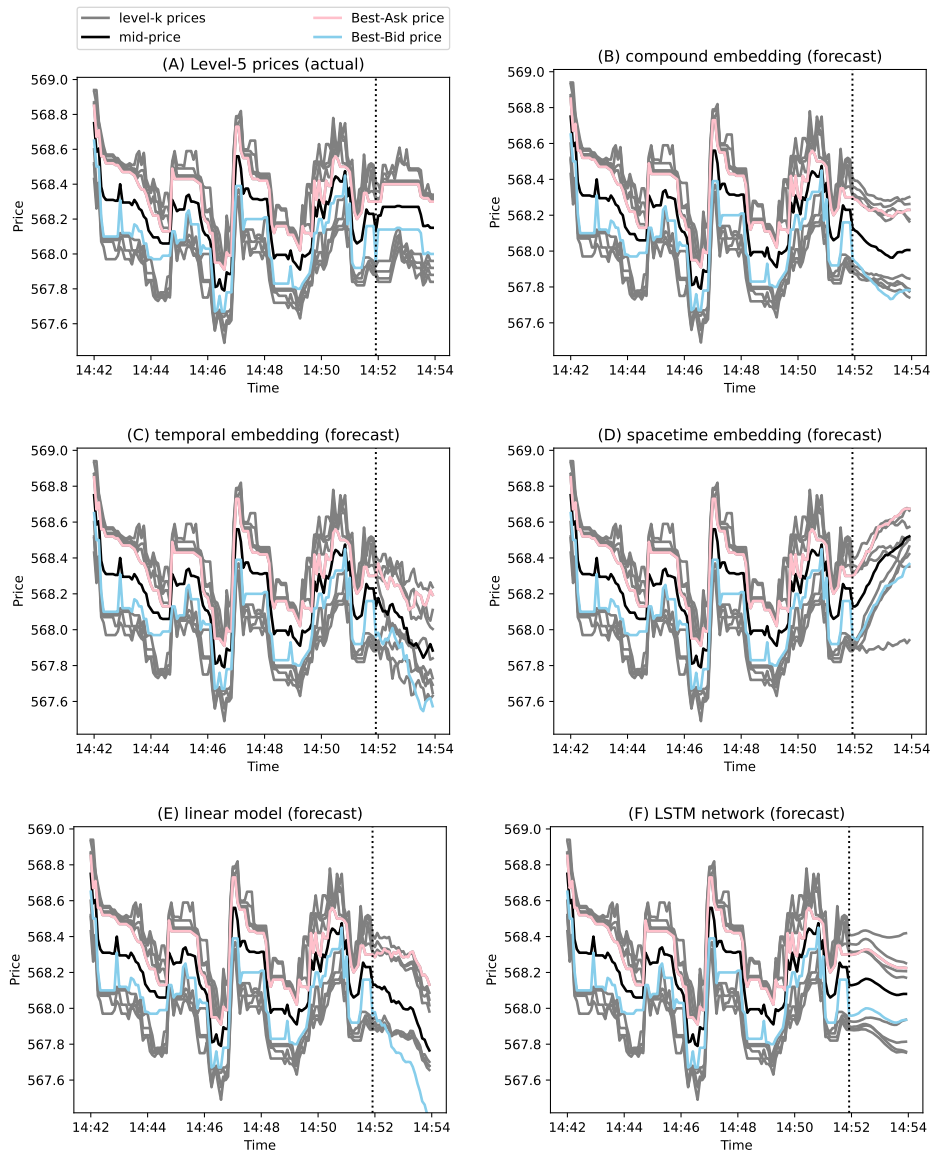 level-k prices
mid-price
Best-Ask price
Best-Bid price
(A) Level-5 prices (actual)
569.0
568.8
568.6
568.4
568.2
568.0
567.8
567.6
Price
14:42 14:44 14:46 14:48 14:50 14:52 14:54
Time
(B) compound embedding (forecast)
569.0
568.8
568.6
568.4
568.2
568.0
567.8
567.6
Price
14:42 14:44 14:46 14:48 14:50 14:52 14:54
Time
(C) temporal embedding (forecast)
569.0
568.8
568.6
568.4
568.2
568.0
567.8
567.6
Price
14:42 14:44 14:46 14:48 14:50 14:52 14:54
Time
(D) spacetime embedding (forecast)
569.0
568.8
568.6
568.4
568.2
568.0
567.8
567.6
Price
14:42 14:44 14:46 14:48 14:50 14:52 14:54
Time
(E) linear model (forecast)
569.0
568.8
568.6
568.4
568.2
568.0
567.8
567.6
Price
14:42 14:44 14:46 14:48 14:50 14:52 14:54
Time
(F) LSTM network (forecast)
569.0
568.8
568.6
568.4
568.2
568.0
567.8
567.6
Price
14:42 14:44 14:46 14:48 14:50 14:52 14:54
Time